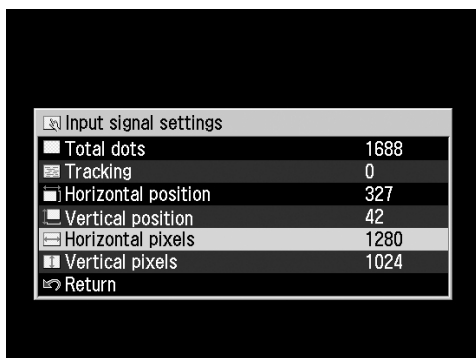 Input signal settings
Total dots 1688
Tracking 0
Horizontal position 327
Vertical position 42
Horizontal pixels 1280
Vertical pixels 1024
Return